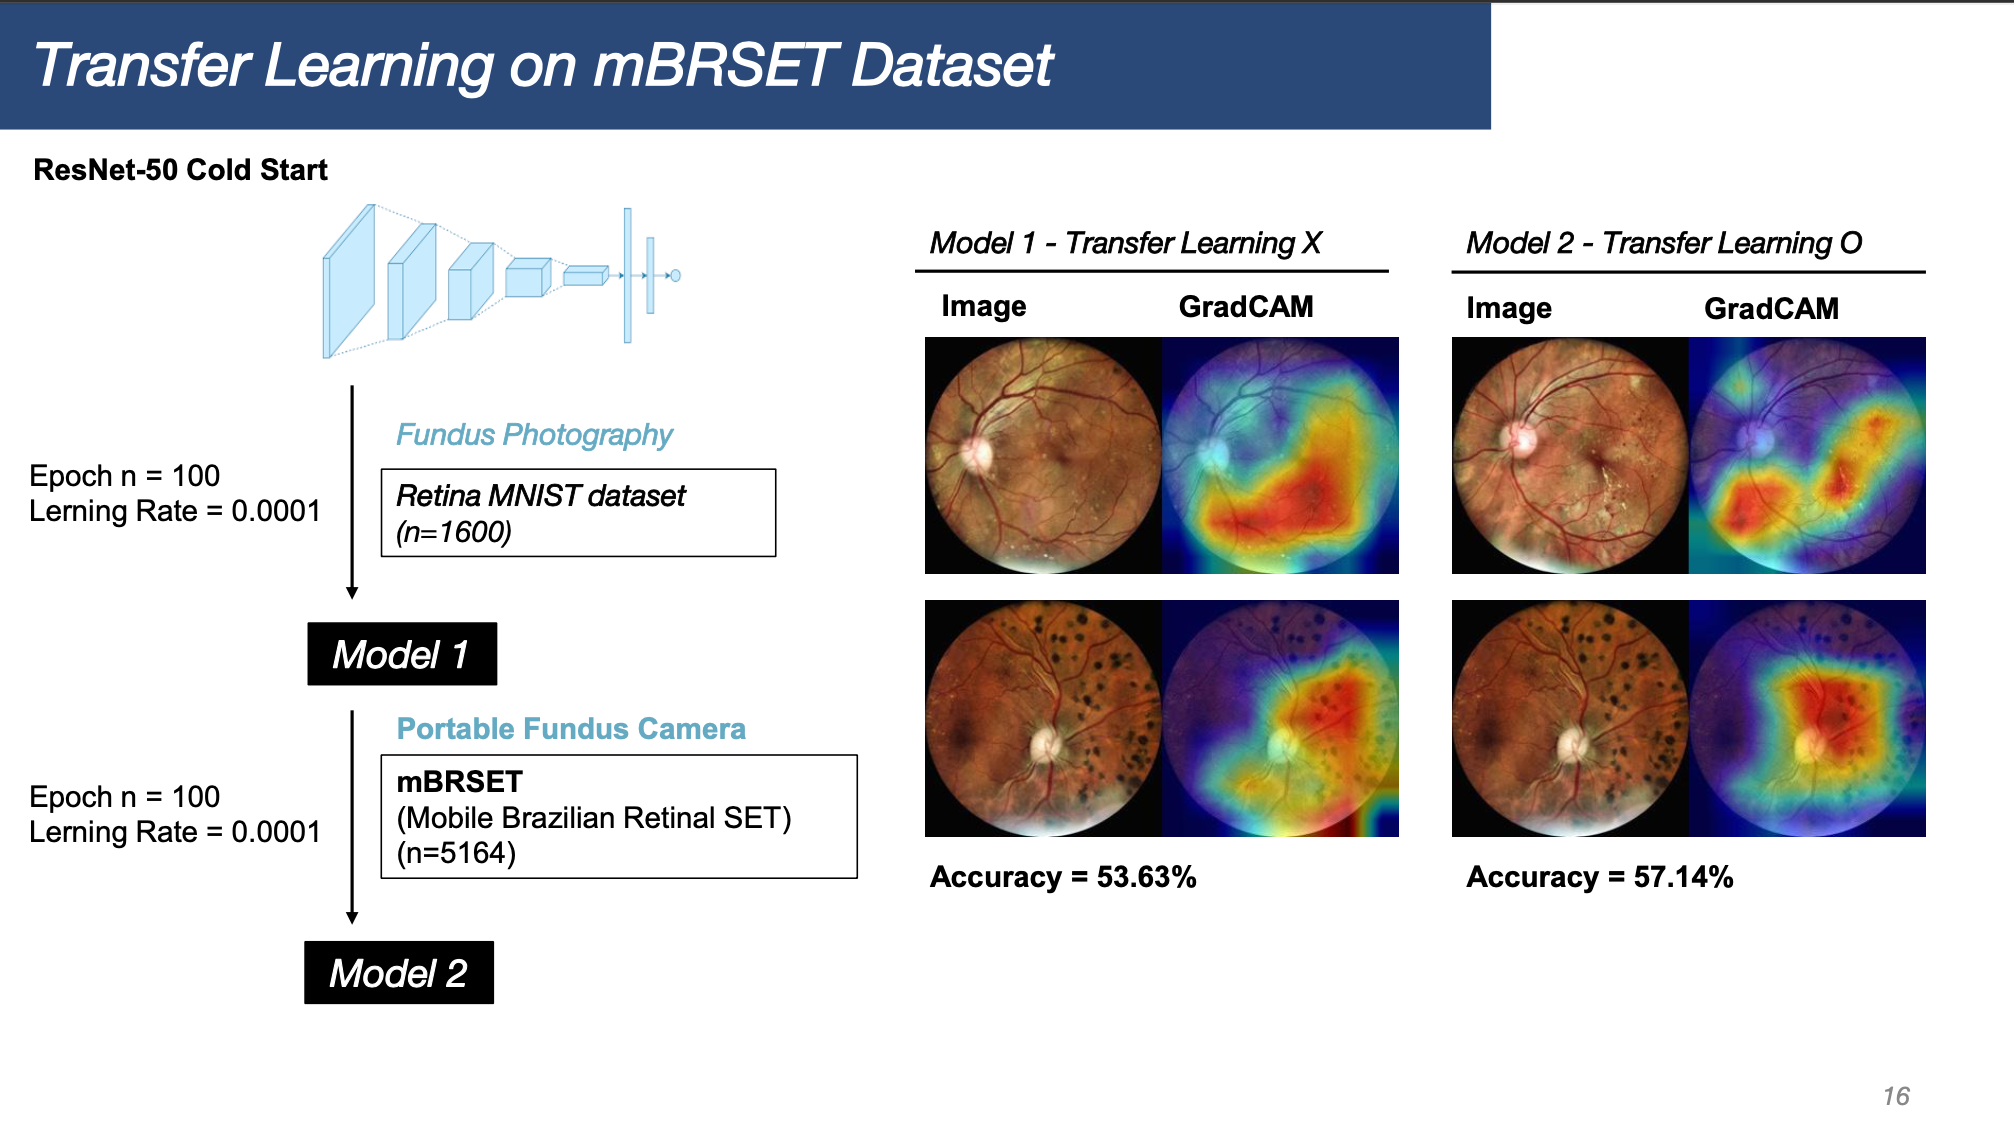 Transfer Learning on mBRSET Dataset
ResNet-50 Cold Start
Fundus Photography
Epoch n = 100
Lerning Rate = 0.0001
Retina MNIST dataset
(n=1600)
Model 1
Portable Fundus Camera
Epoch n = 100
Lerning Rate = 0.0001
mBRSET
(Mobile Brazilian Retinal SET)
(n=5164)
Model 2
Model 1 - Transfer Learning X
Image GradCAM
Accuracy = 53.63%
Model 2 - Transfer Learning O
Image GradCAM
Accuracy = 57.14%
16